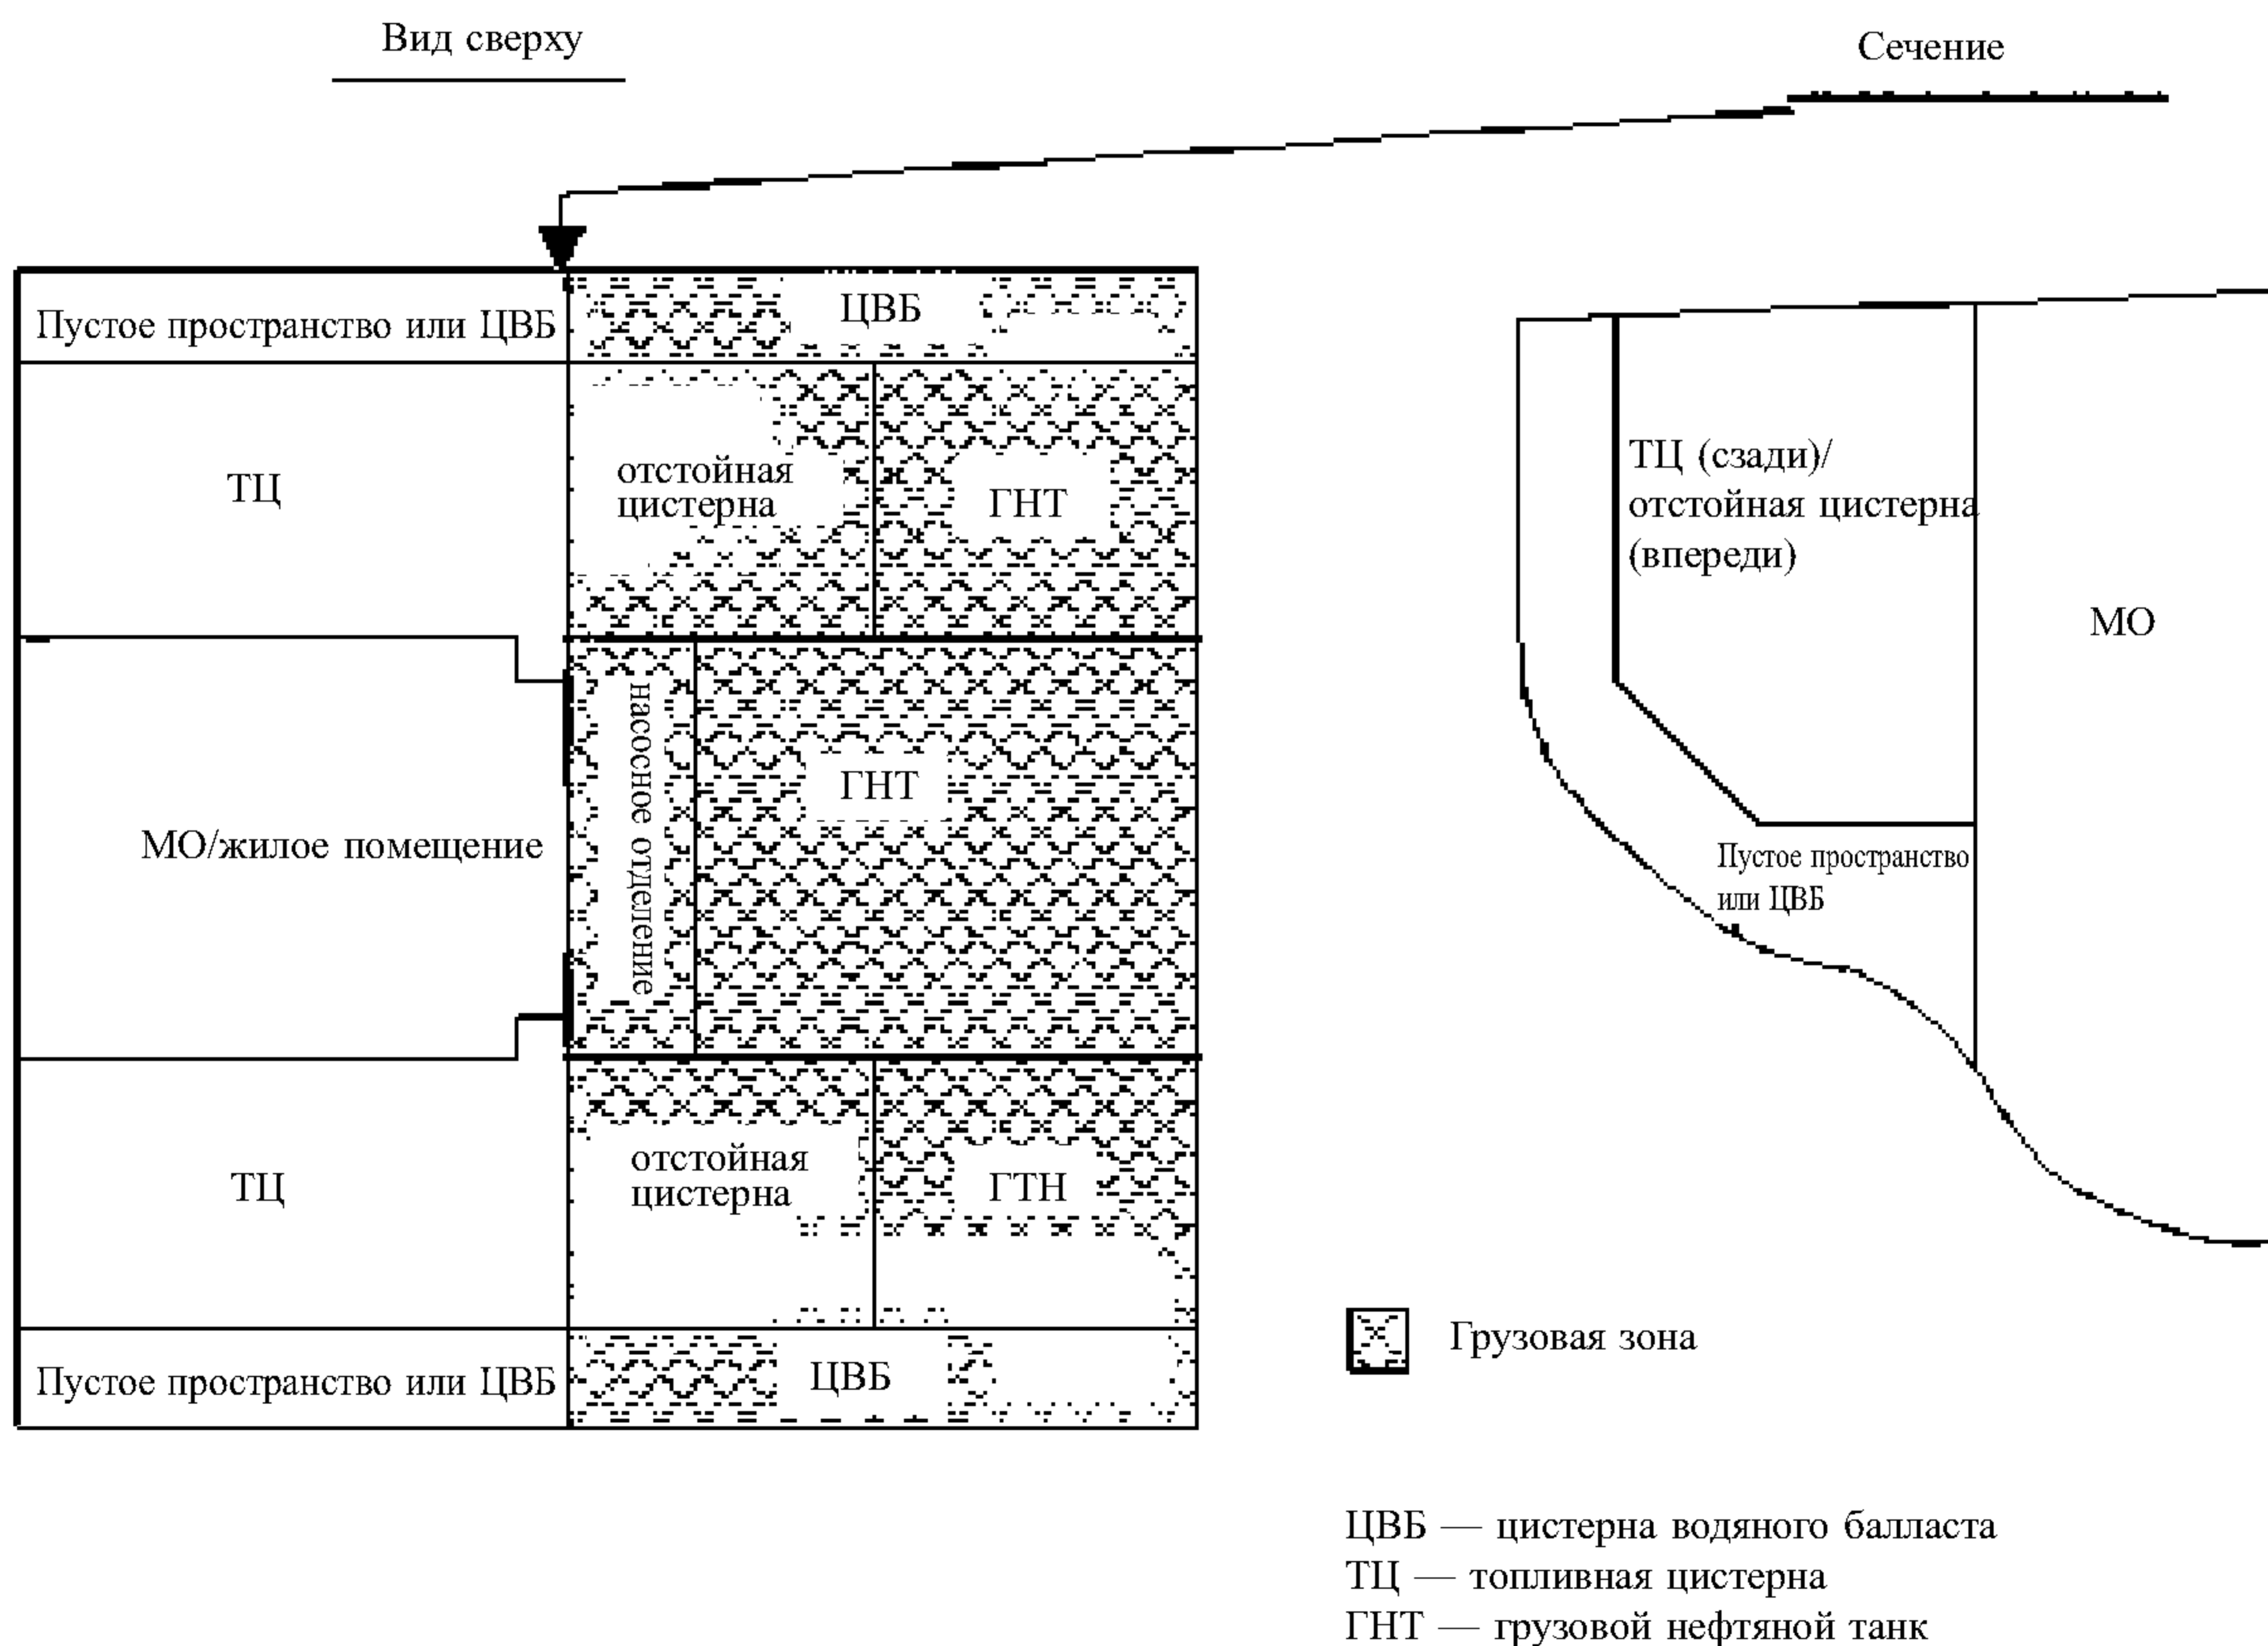 Вид сверху
Сечение
Пустое пространство или ЦВБ
ЦВБ
ТЦ
отстойная
цистерна
ГНТ
насосное отделение
ГНТ
МО/жилое помещение
ТЦ
отстойная
цистерна
ГТН
Пустое пространство или ЦВБ
ЦВБ
ТЦ (сзади)/
отстойная цистерна
(впереди)
МО
Пустое пространство
или ЦВБ
Грузовая зона
ЦВБ — цистерна водяного балласта
ТЦ — топливная цистерна
ГНТ — грузовой нефтяной танк